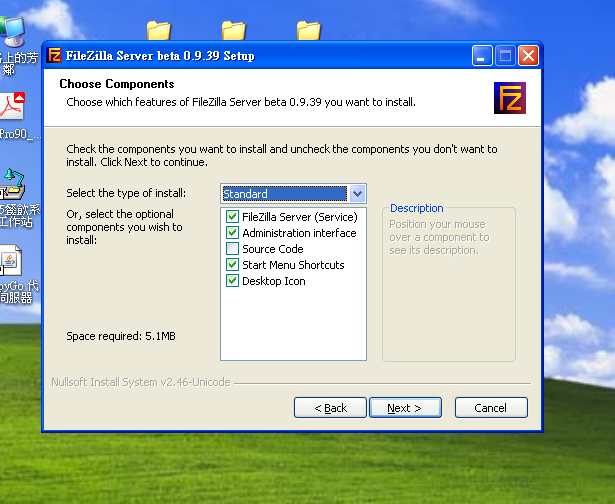 FileZilla Server beta 0.9.39 Setup
Choose Components
Choose which features of FileZilla Server beta 0.9.39 you want to install.
Check the components you want to install and uncheck the components you don't want to
install. Click Next to continue.
Select the type of install:
Standard
Or, select the optional
components you wish to
install:
FileZilla Server (Service)
Administration interface
Source Code
Start Menu Shortcuts
Desktop Icon
Description
Position your mouse
over a component to
see its description.
Space required: 5.1MB
Nullsoft Install System v2.46-Unicode
< Back
Next >
Cancel
上的芳
鄰
Pro90_...
餐飲系
工作站
Go 代
伺服器